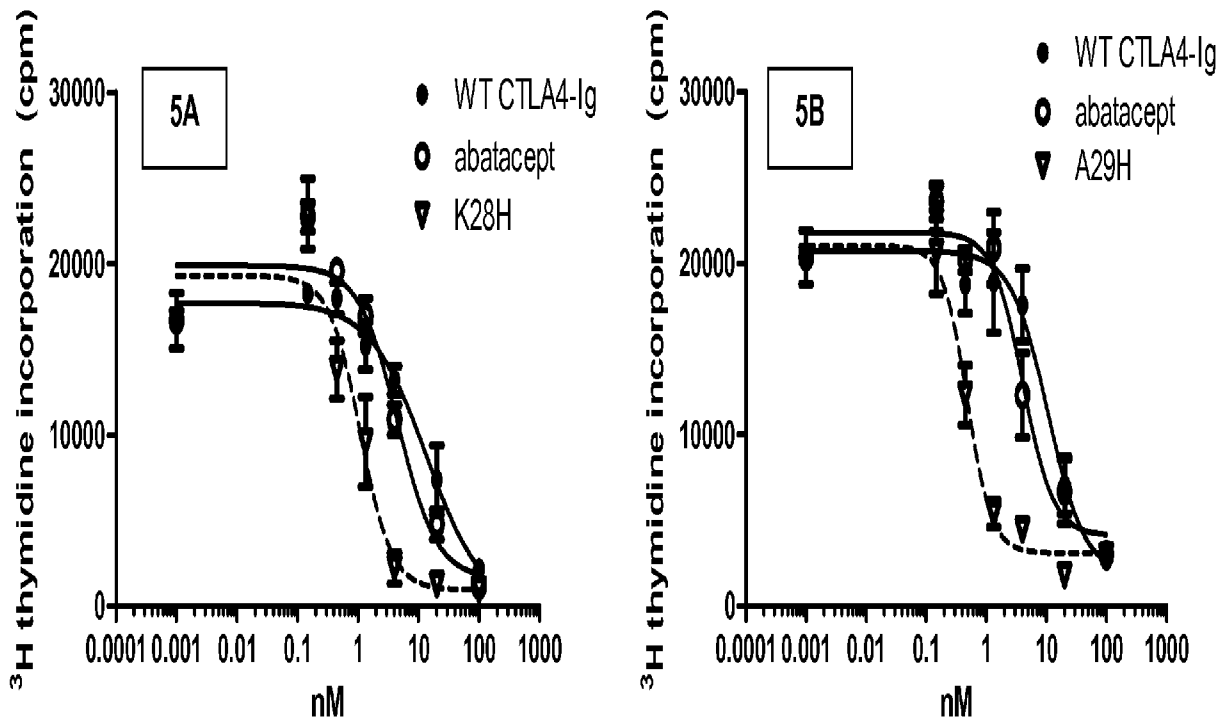 5A
WT CTLA4-Ig
abatacept
K28H
³H thymidine incorporation (cpm)
30000
20000
10000
0
0.0001 0.001 0.01 0.1 1 10 100 1000
nM
5B
WT CTLA4-Ig
abatacept
A29H
³H thymidine incorporation (cpm)
30000
20000
10000
0
0.0001 0.001 0.01 0.1 1 10 100 1000
nM